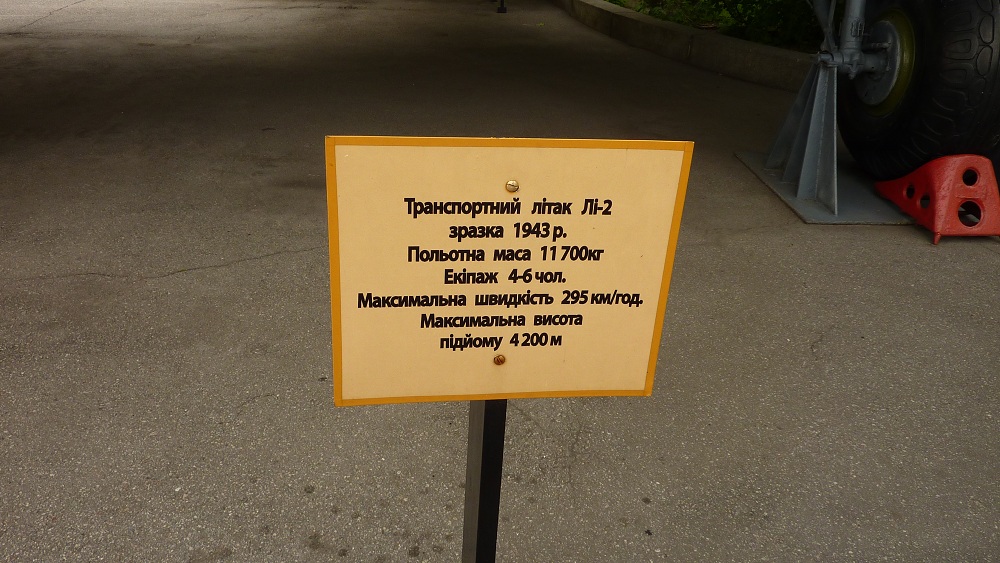 Транспортний літак Лі-2
зразка 1943 р.
Польотна маса 11 700кг
Екіпаж 4-6 чол.
Максимальна швидкість 295 км/год.
Максимальна висота
підйому 4 200 м